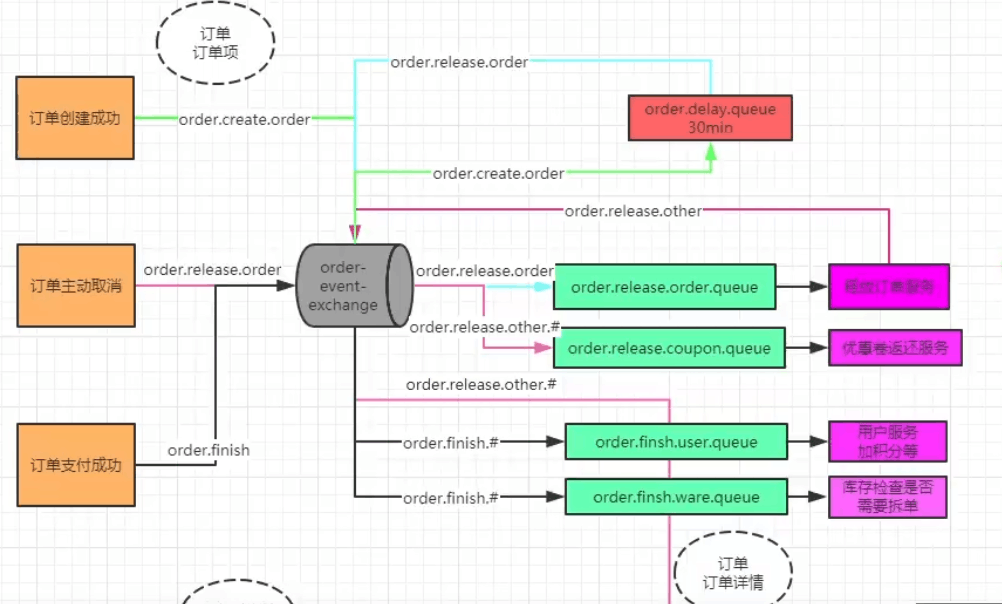 订单
订单项
order.release.order
订单创建成功
order.create.order
order.delay.queue
30min
order.create.order
order.release.other
订单主动取消
order.release.order
order-
event-
exchange
order.release.order
order.release.order.queue
订单服务
order.release.other.#
order.release.coupon.queue
优惠卷返还服务
order.release.other.#
订单支付成功
order.finish
order.finish.#
order.finsh.user.queue
用户服务
加积分等
order.finish.#
order.finsh.ware.queue
库存检查是否
需要拆单
订单
订单详情